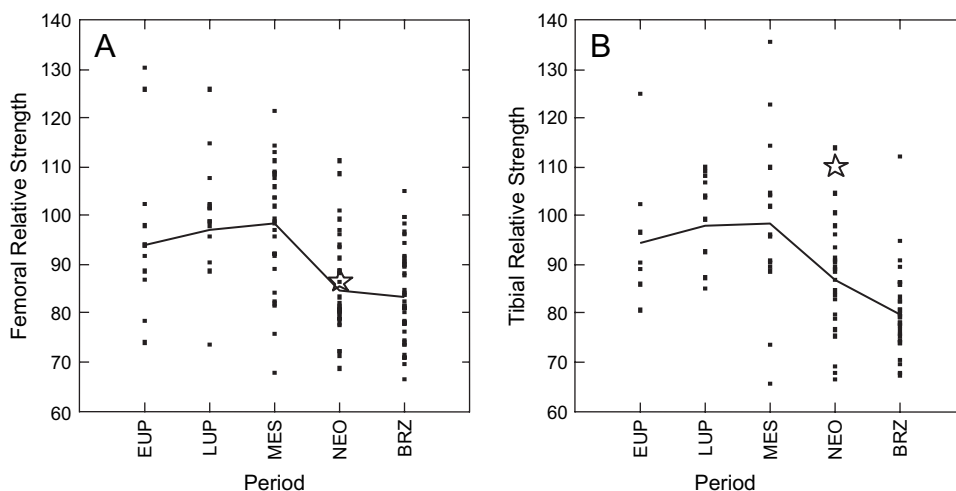 A
140
130
120
110
100
90
80
70
60
Femoral Relative Strength
EUP
LUP
MES
NEO
BRZ
Period
B
140
130
120
110
100
90
80
70
60
Tibial Relative Strength
EUP
LUP
MES
NEO
BRZ
Period